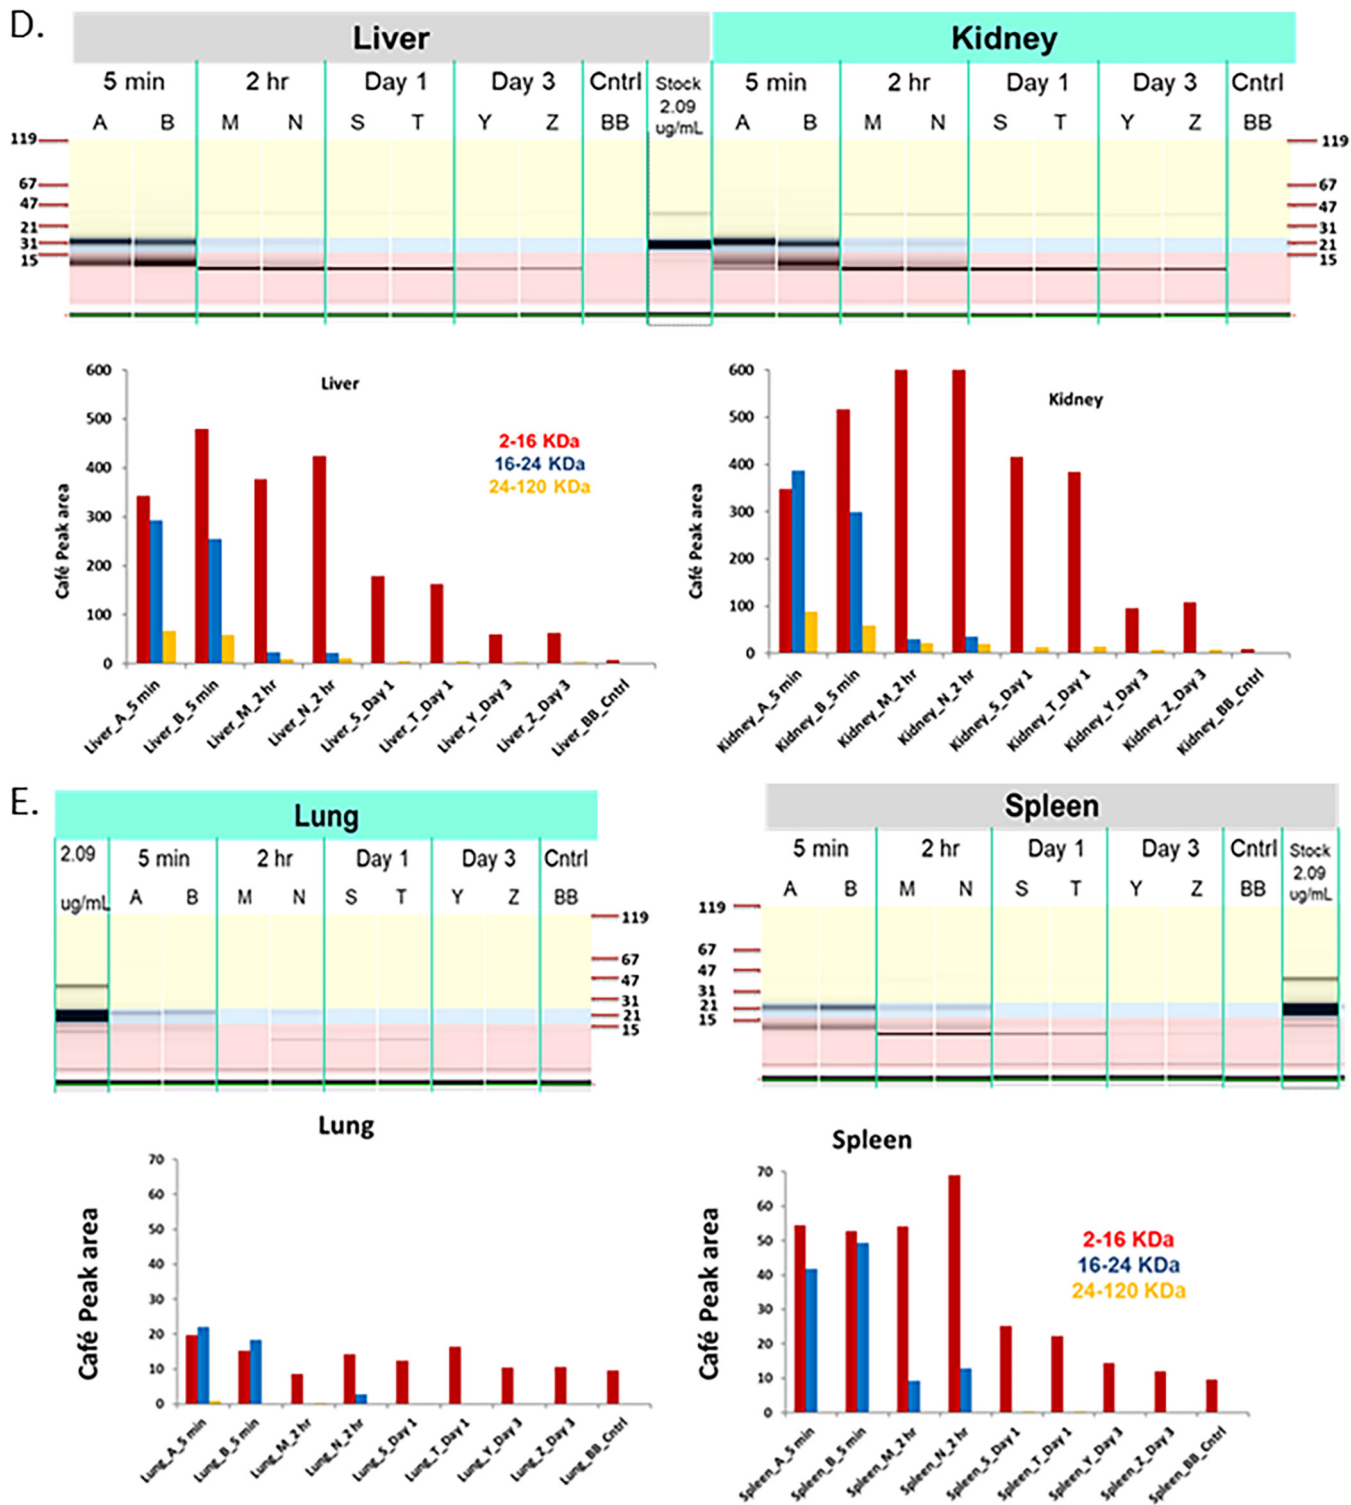 D.
Liver Kidney
5 min 2 hr Day 1 Day 3 Cntrl Stock 2.09 ug/mL 5 min 2 hr Day 1 Day 3 Cntrl
A B M N S T Y Z BB A B M N S T Y Z BB
119 119
67 67
47 47
21 31
31 21
15 15
Liver
600
500
400
300
200
100
0
Café Peak area
2-16 KDa
16-24 KDa
24-120 KDa
Liver_A_5 min
Liver_B_5 min
Liver_M_2 hr
Liver_N_2 hr
Liver_S_Day 1
Liver_T_Day 1
Liver_Y_Day 3
Liver_Z_Day 3
Liver_BB_Cntrl
Kidney
600
500
400
300
200
100
0
Café Peak area
Kidney_A_5 min
Kidney_B_5 min
Kidney_M_2 hr
Kidney_N_2 hr
Kidney_S_Day 1
Kidney_T_Day 1
Kidney_Y_Day 3
Kidney_Z_Day 3
Kidney_BB_Cntrl
E.
Lung
2.09 ug/mL 5 min 2 hr Day 1 Day 3 Cntrl
A B M N S T Y Z BB
119
67
47
31
21
15
Spleen
5 min 2 hr Day 1 Day 3 Cntrl Stock 2.09 ug/mL
A B M N S T Y Z BB
119
67
47
31
21
15
Lung
70
60
50
40
30
20
10
0
Café Peak area
Lung_A_5 min
Lung_B_5 min
Lung_M_2 hr
Lung_N_2 hr
Lung_S_Day 1
Lung_T_Day 1
Lung_Y_Day 3
Lung_Z_Day 3
Lung_BB_Cntrl
Spleen
70
60
50
40
30
20
10
0
Café Peak area
2-16 KDa
16-24 KDa
24-120 KDa
Spleen_A_5 min
Spleen_B_5 min
Spleen_M_2 hr
Spleen_N_2 hr
Spleen_S_Day 1
Spleen_T_Day 1
Spleen_Y_Day 3
Spleen_Z_Day 3
Spleen_BB_Cntrl